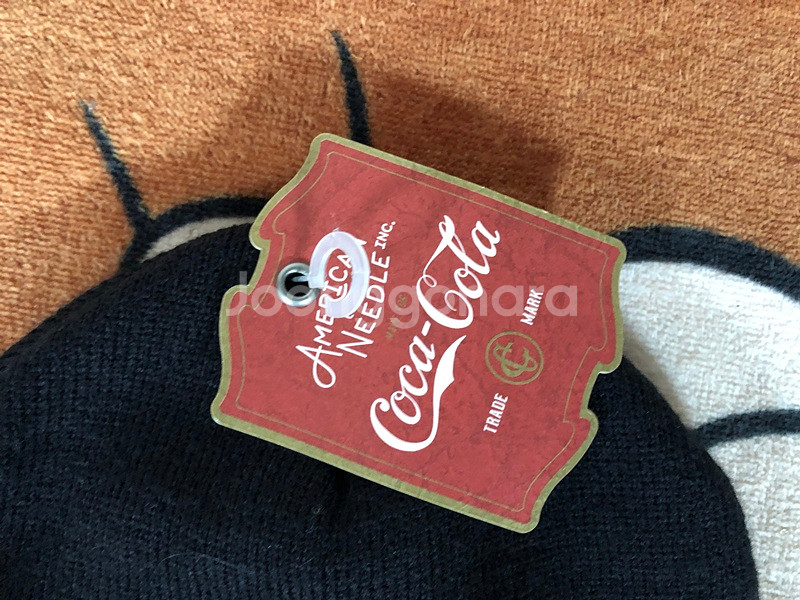 AMERICAN
NEEDLE INC.
Coca-Cola
TRADE MARK